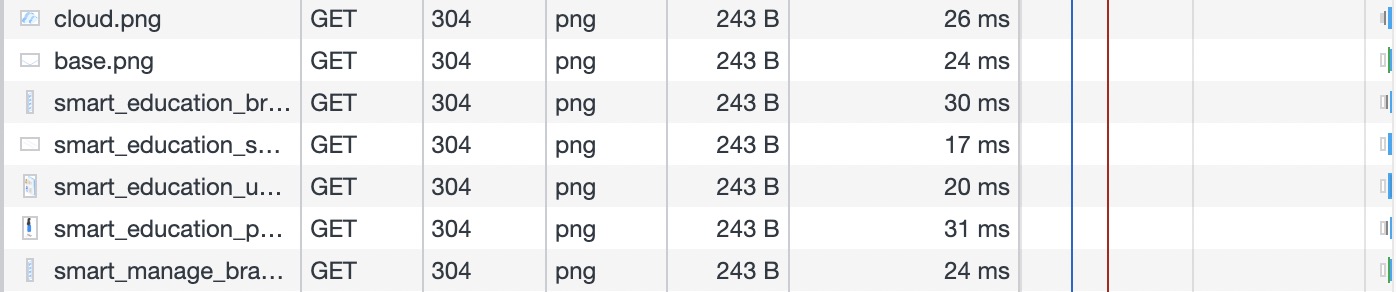 cloud.png GET 304 png 243 B 26 ms
base.png GET 304 png 243 B 24 ms
smart_education_br... GET 304 png 243 B 30 ms
smart_education_s... GET 304 png 243 B 17 ms
smart_education_u... GET 304 png 243 B 20 ms
smart_education_p... GET 304 png 243 B 31 ms
smart_manage_bra... GET 304 png 243 B 24 ms